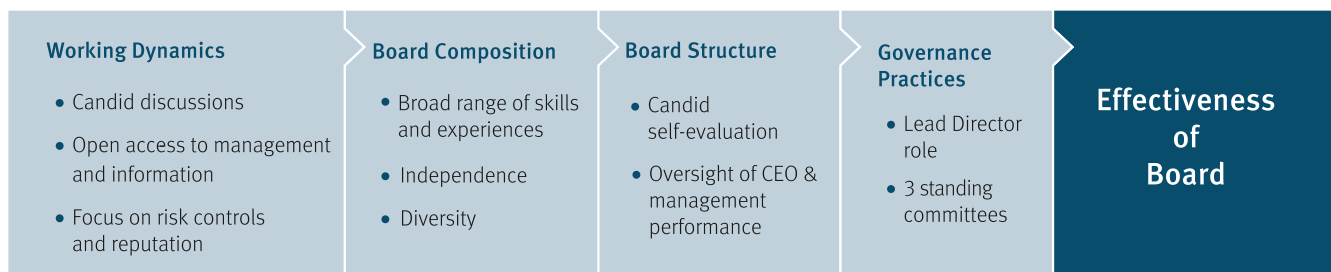 Working Dynamics
• Candid discussions
• Open access to management
and information
• Focus on risk controls
and reputation
Board Composition
• Broad range of skills
and experiences
• Independence
• Diversity
Board Structure
• Candid
self-evaluation
• Oversight of CEO &
management
performance
Governance
Practices
• Lead Director
role
• 3 standing
committees
Effectiveness
of
Board